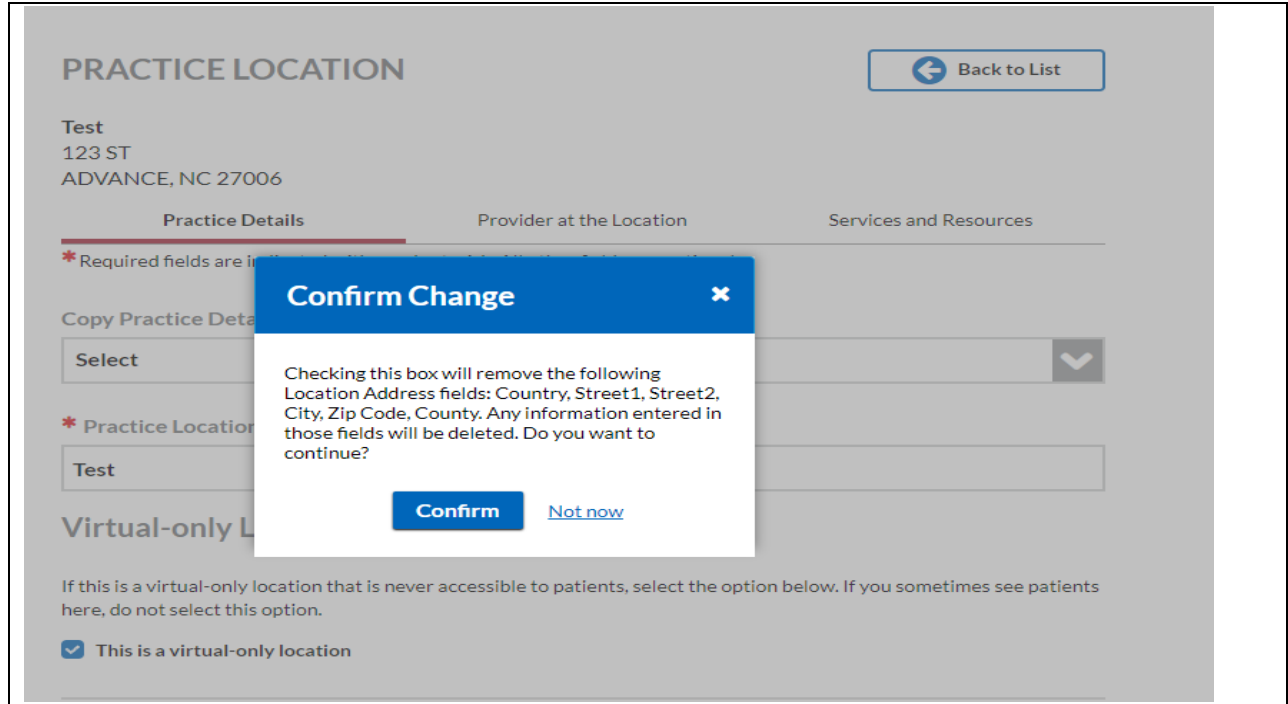 PRACTICE LOCATION
Back to List
Test
123 ST
ADVANCE, NC 27006
Practice Details
Provider at the Location
Services and Resources
* Required fields are
Confirm Change
Copy Practice
Select
Checking this box will remove the following
Location Address fields: Country, Street1, Street2,
City, Zip Code, County. Any information entered in
those fields will be deleted. Do you want to
continue?
* Practice Location
Test
Confirm
Not now
Virtual-only
If this is a virtual-only location that is never accessible to patients, select the option below. If you sometimes see patients
here, do not select this option.
This is a virtual-only location